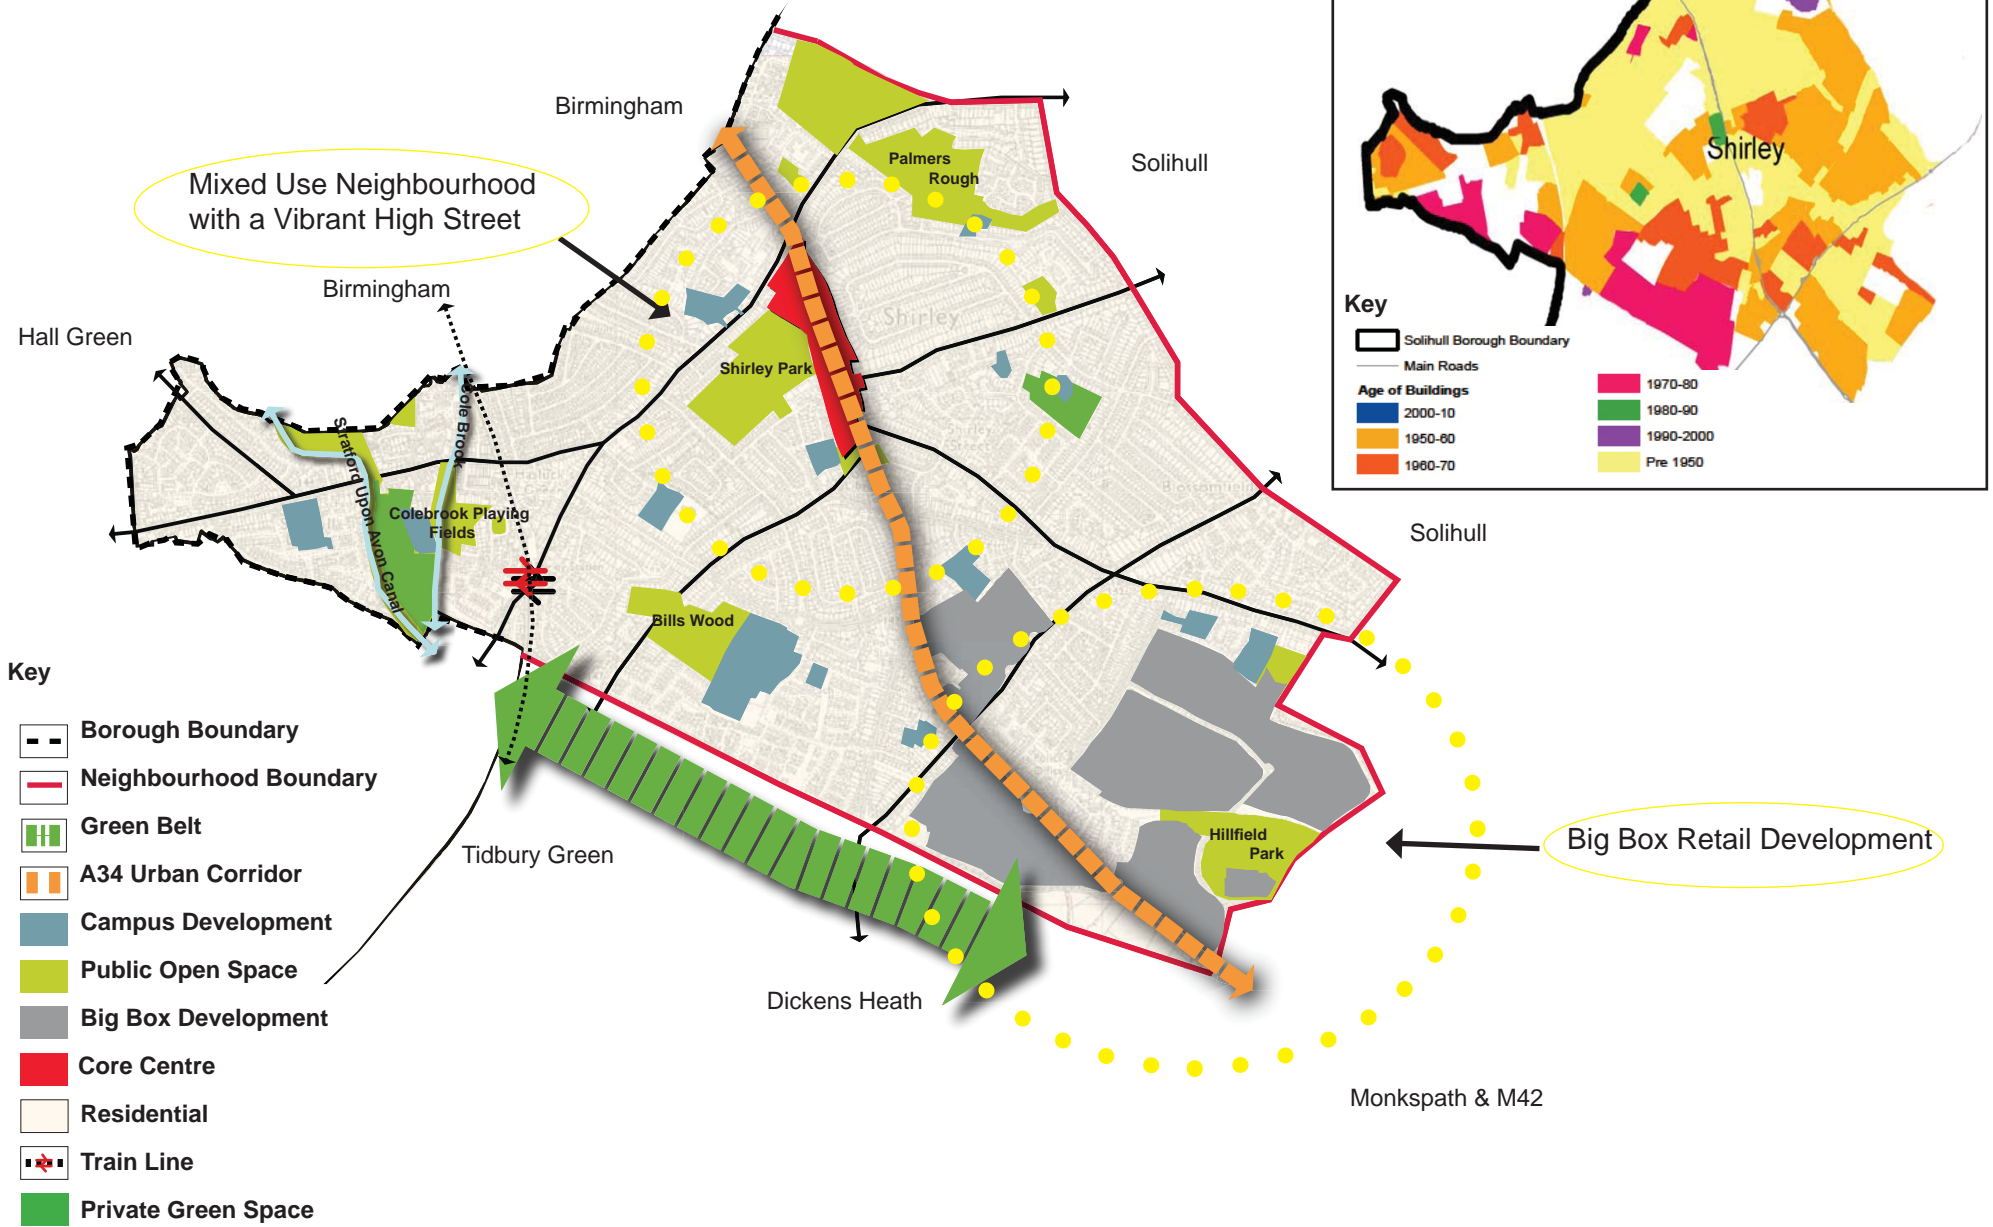 Birmingham
Solihull
Mixed Use Neighbourhood
with a Vibrant High Street
Palmers
Rough
Birmingham
Hall Green
Shirley
Shirley Park
Cole Brook
Stratford Upon Avon Canal
Colebrook Playing
Fields
Blossomfield
Solihull
Bills Wood
Hillfield
Park
Big Box Retail Development
Tidbury Green
Dickens Heath
Monkspath & M42
Key
Borough Boundary
Neighbourhood Boundary
Green Belt
A34 Urban Corridor
Campus Development
Public Open Space
Big Box Development
Core Centre
Residential
Train Line
Private Green Space
Shirley
Key
Solihull Borough Boundary
Main Roads
Age of Buildings
2000-10
1950-60
1960-70
1970-80
1980-90
1990-2000
Pre 1950